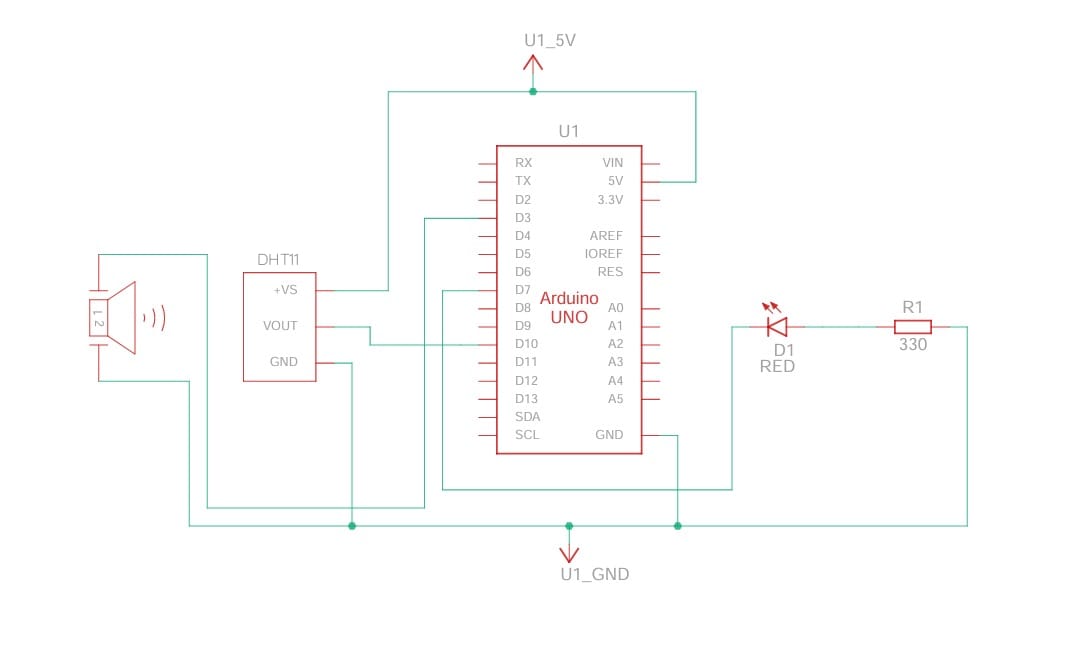 U1_5V
U1
RX
TX
D2
D3
D4
D5
D6
D7
D8
D9
D10
D11
D12
D13
SDA
SCL
VIN
5V
3.3V
AREF
IOREF
RES
A0
A1
A2
A3
A4
A5
GND
Arduino
UNO
DHT11
+VS
VOUT
GND
1 2
D1
RED
R1
330
U1_GND